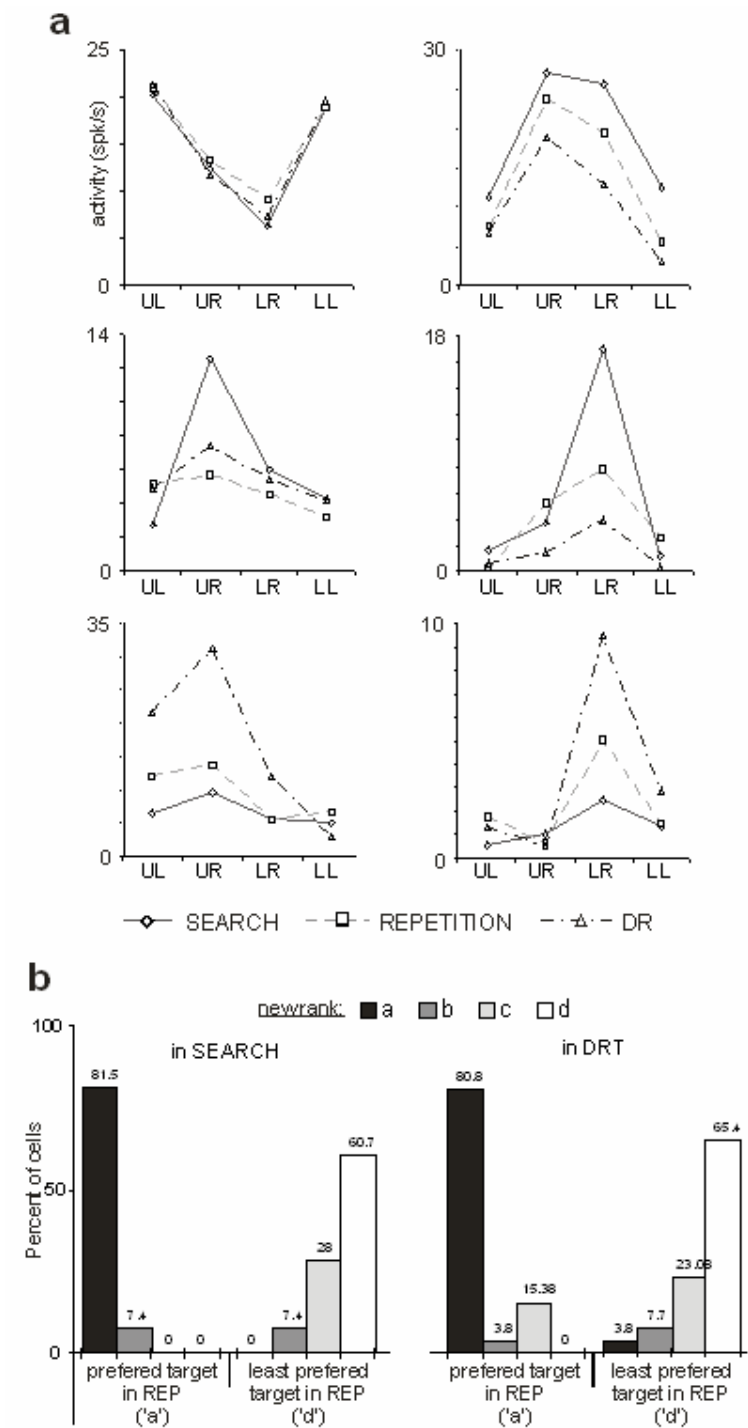 a
25
activity (spk/s)
0
UL UR LR LL
30
0
UL UR LR LL
14
0
UL UR LR LL
18
0
UL UR LR LL
35
0
UL UR LR LL
10
0
UL UR LR LL
SEARCH REPETITION DR
b
newrank: a b c d
100
in SEARCH
in DRT
Percent of cells
50
0
81.5
7.4
0
0
0
7.4
28
60.7
80.8
3.8
15.38
0
3.8
7.7
23.08
65.4
prefered target
in REP
('a')
least prefered
target in REP
('d')
prefered target
in REP
('a')
least prefered
target in REP
('d')